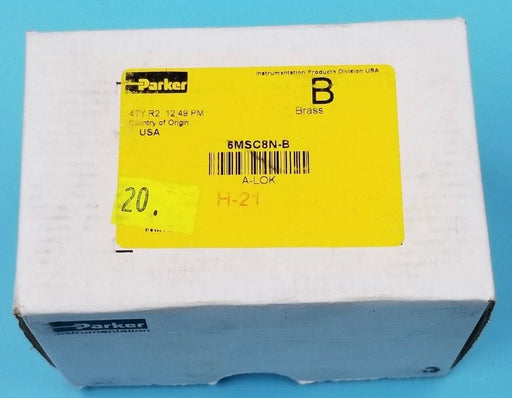 Parker
Instrumentation Products Division USA
B
Brass
4TY R2 12:49 PM
Country of Origin:
USA
6MSC8N-B
A-LOK
H-21
20.
Parker
Instrumentation